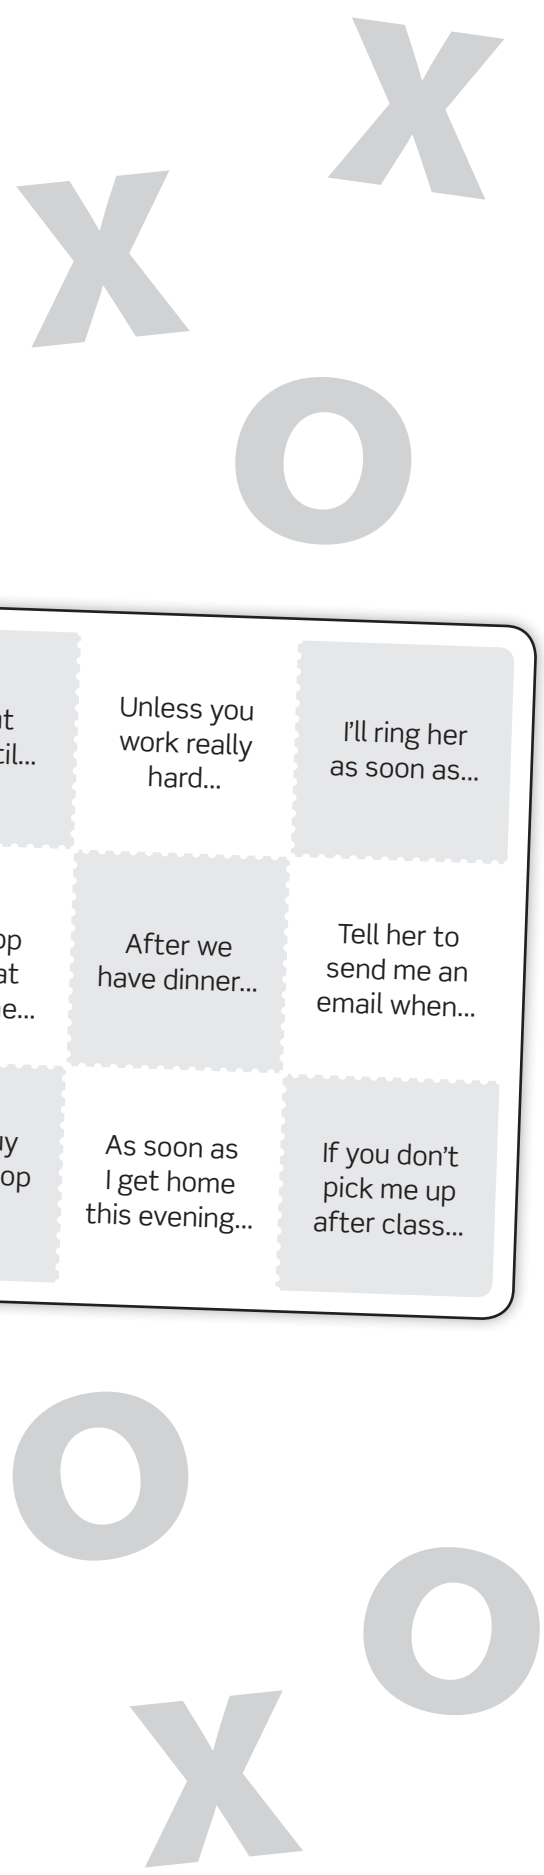 X
X
O
Unless you
work really
hard...
I'll ring her
as soon as...
After we
have dinner...
Tell her to
send me an
email when...
As soon as
I get home
this evening...
If you don't
pick me up
after class...
O
O
X